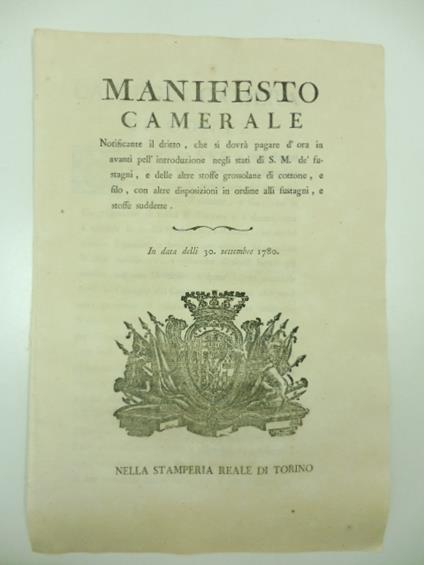 MANIFESTO
CAMERALE
Notificante il dritto, che si dovrà pagare d'ora in
avanti pell' introduzione negli stati di S. M. de' fu-
stagni, e delle altre stoffe grossolane di cottone, e
filo, con altre disposizioni in ordine alli fustagni, e
stoffe suddette.
In data delli 30. settembre 1780.
NELLA STAMPERIA REALE DI TORINO